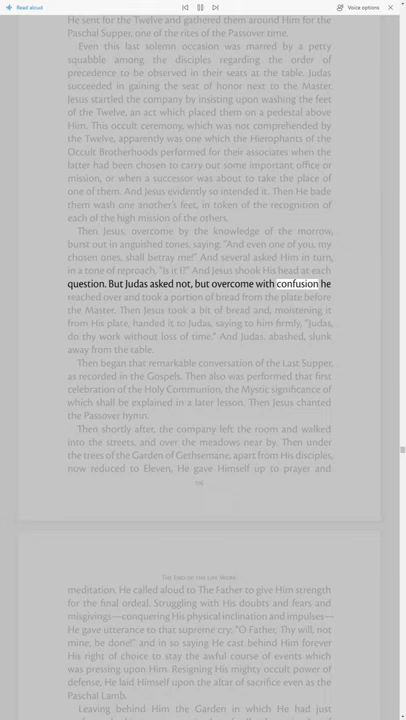 Read aloud
Voice options
He sent for the Twelve and gathered them around Him for the
Paschal Supper, one of the rites of the Passover time.
Even this last solemn occasion was marred by a petty
squabble among the disciples regarding the order of
precedence to be observed in their seats at the table. Judas
succeeded in gaining the seat of honor next to the Master.
Jesus startled the company by insisting upon washing the feet
of the Twelve, an act which placed them on a pedestal above
Him. This occult ceremony, which was not comprehended by
the Twelve, apparently was one which the Hierophants of the
Occult Brotherhoods performed for their associates when the
latter had been chosen to carry out some important office or
mission, or when a successor was about to take the place of
one of them. And Jesus evidently so intended it. Then He bade
them wash one another's feet, in token of the recognition of
each of the high mission of the others.
Then Jesus, overcome by the knowledge of the morrow,
burst out in anguished tones, saying: "And even one of you, my
chosen ones, shall betray me!" And several asked Him in turn,
in a tone of reproach, "Is it I?" And Jesus shook His head at each
question. But Judas asked not, but overcome with confusion he
reached over and took a portion of bread from the plate before
the Master. Then Jesus took a bit of bread and, moistening it
from His plate, handed it to Judas, saying to him firmly, "Judas,
do thy work without loss of time." And Judas, abashed, slunk
away from the table.
Then began that remarkable conversation of the Last Supper,
as recorded in the Gospels. Then also was performed that first
celebration of the Holy Communion, the Mystic significance of
which shall be explained in a later lesson. Then Jesus chanted
the Passover hymn.
Then shortly after, the company left the room and walked
into the streets, and over the meadows near by. Then under
the trees of the Garden of Gethsemane, apart from His disciples,
now reduced to Eleven, He gave Himself up to prayer and
The End of the Life Work
meditation. He called aloud to The Father to give Him strength
for the final ordeal. Struggling with His doubts and fears and
misgivings—conquering His physical inclination and impulses—
He gave utterance to that supreme cry: "O Father, Thy will, not
mine, be done!" and in so saying He cast behind Him forever
His right of choice to stay the awful course of events which
was pressing upon Him. Resigning His mighty occult power of
defense, He laid Himself upon the altar of sacrifice even as the
Paschal Lamb.
Leaving behind Him the Garden in which He had just